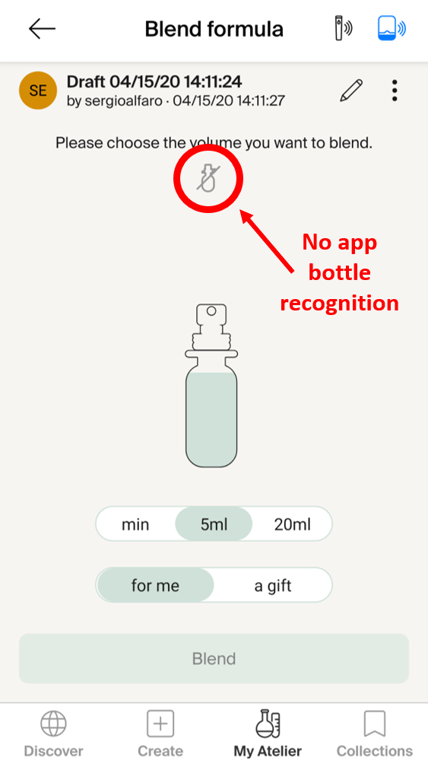 Blend formula
SE
Draft 04/15/20 14:11:24
by sergioalfaro · 04/15/20 14:11:27
Please choose the volume you want to blend.
No app
bottle
recognition
min 5ml 20ml
for me a gift
Blend
Discover Create My Atelier Collections